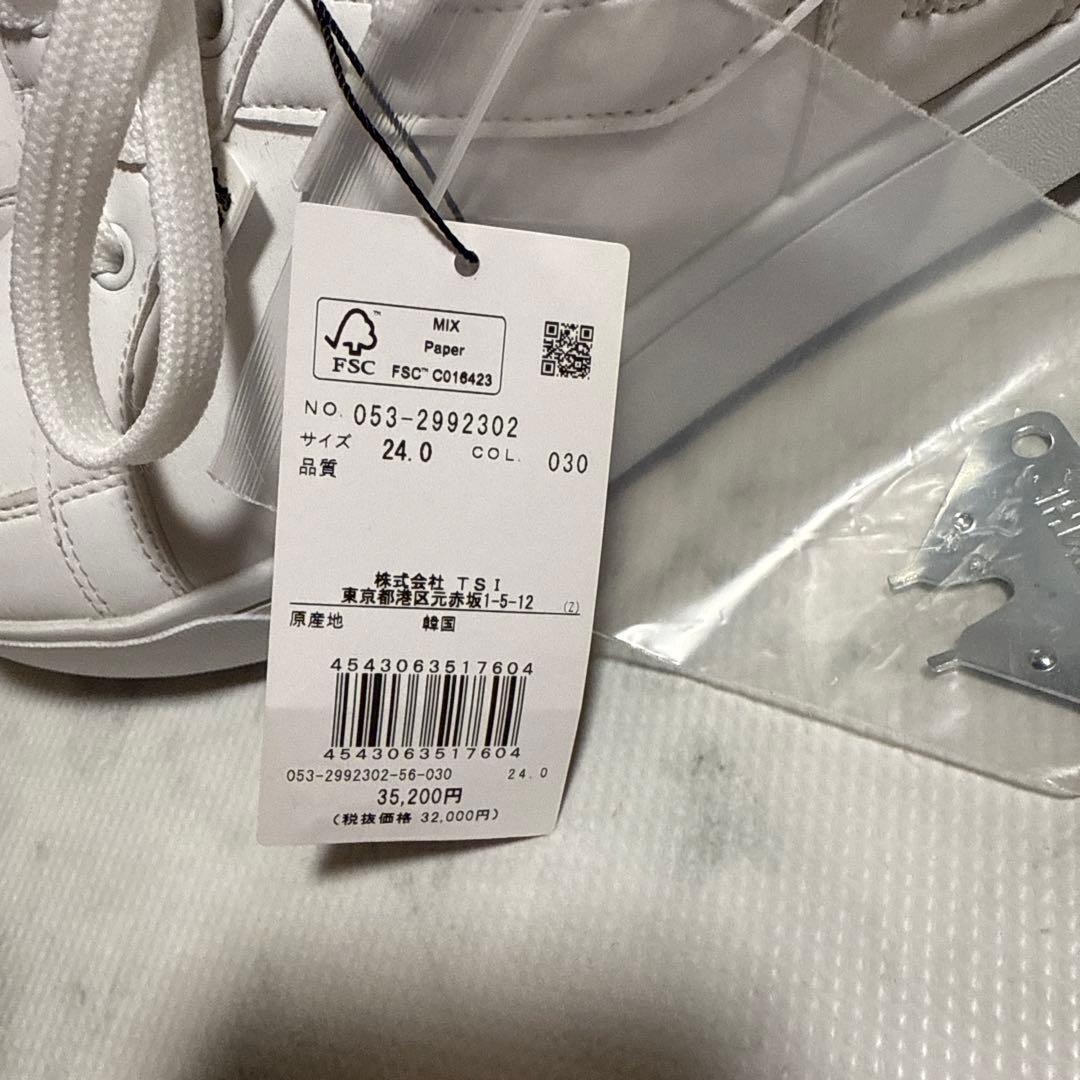 MIX
Paper
FSC™ C016423
FSC
NO. 053-2992302
サイズ 24.0 COL. 030
品質
株式会社 TSI
東京都港区元赤坂1-5-12 (Z)
原産地 韓国
4543063517604
4543063517604
053-2992302-56-030 24.0
35,200円
(税抜価格 32,000円)